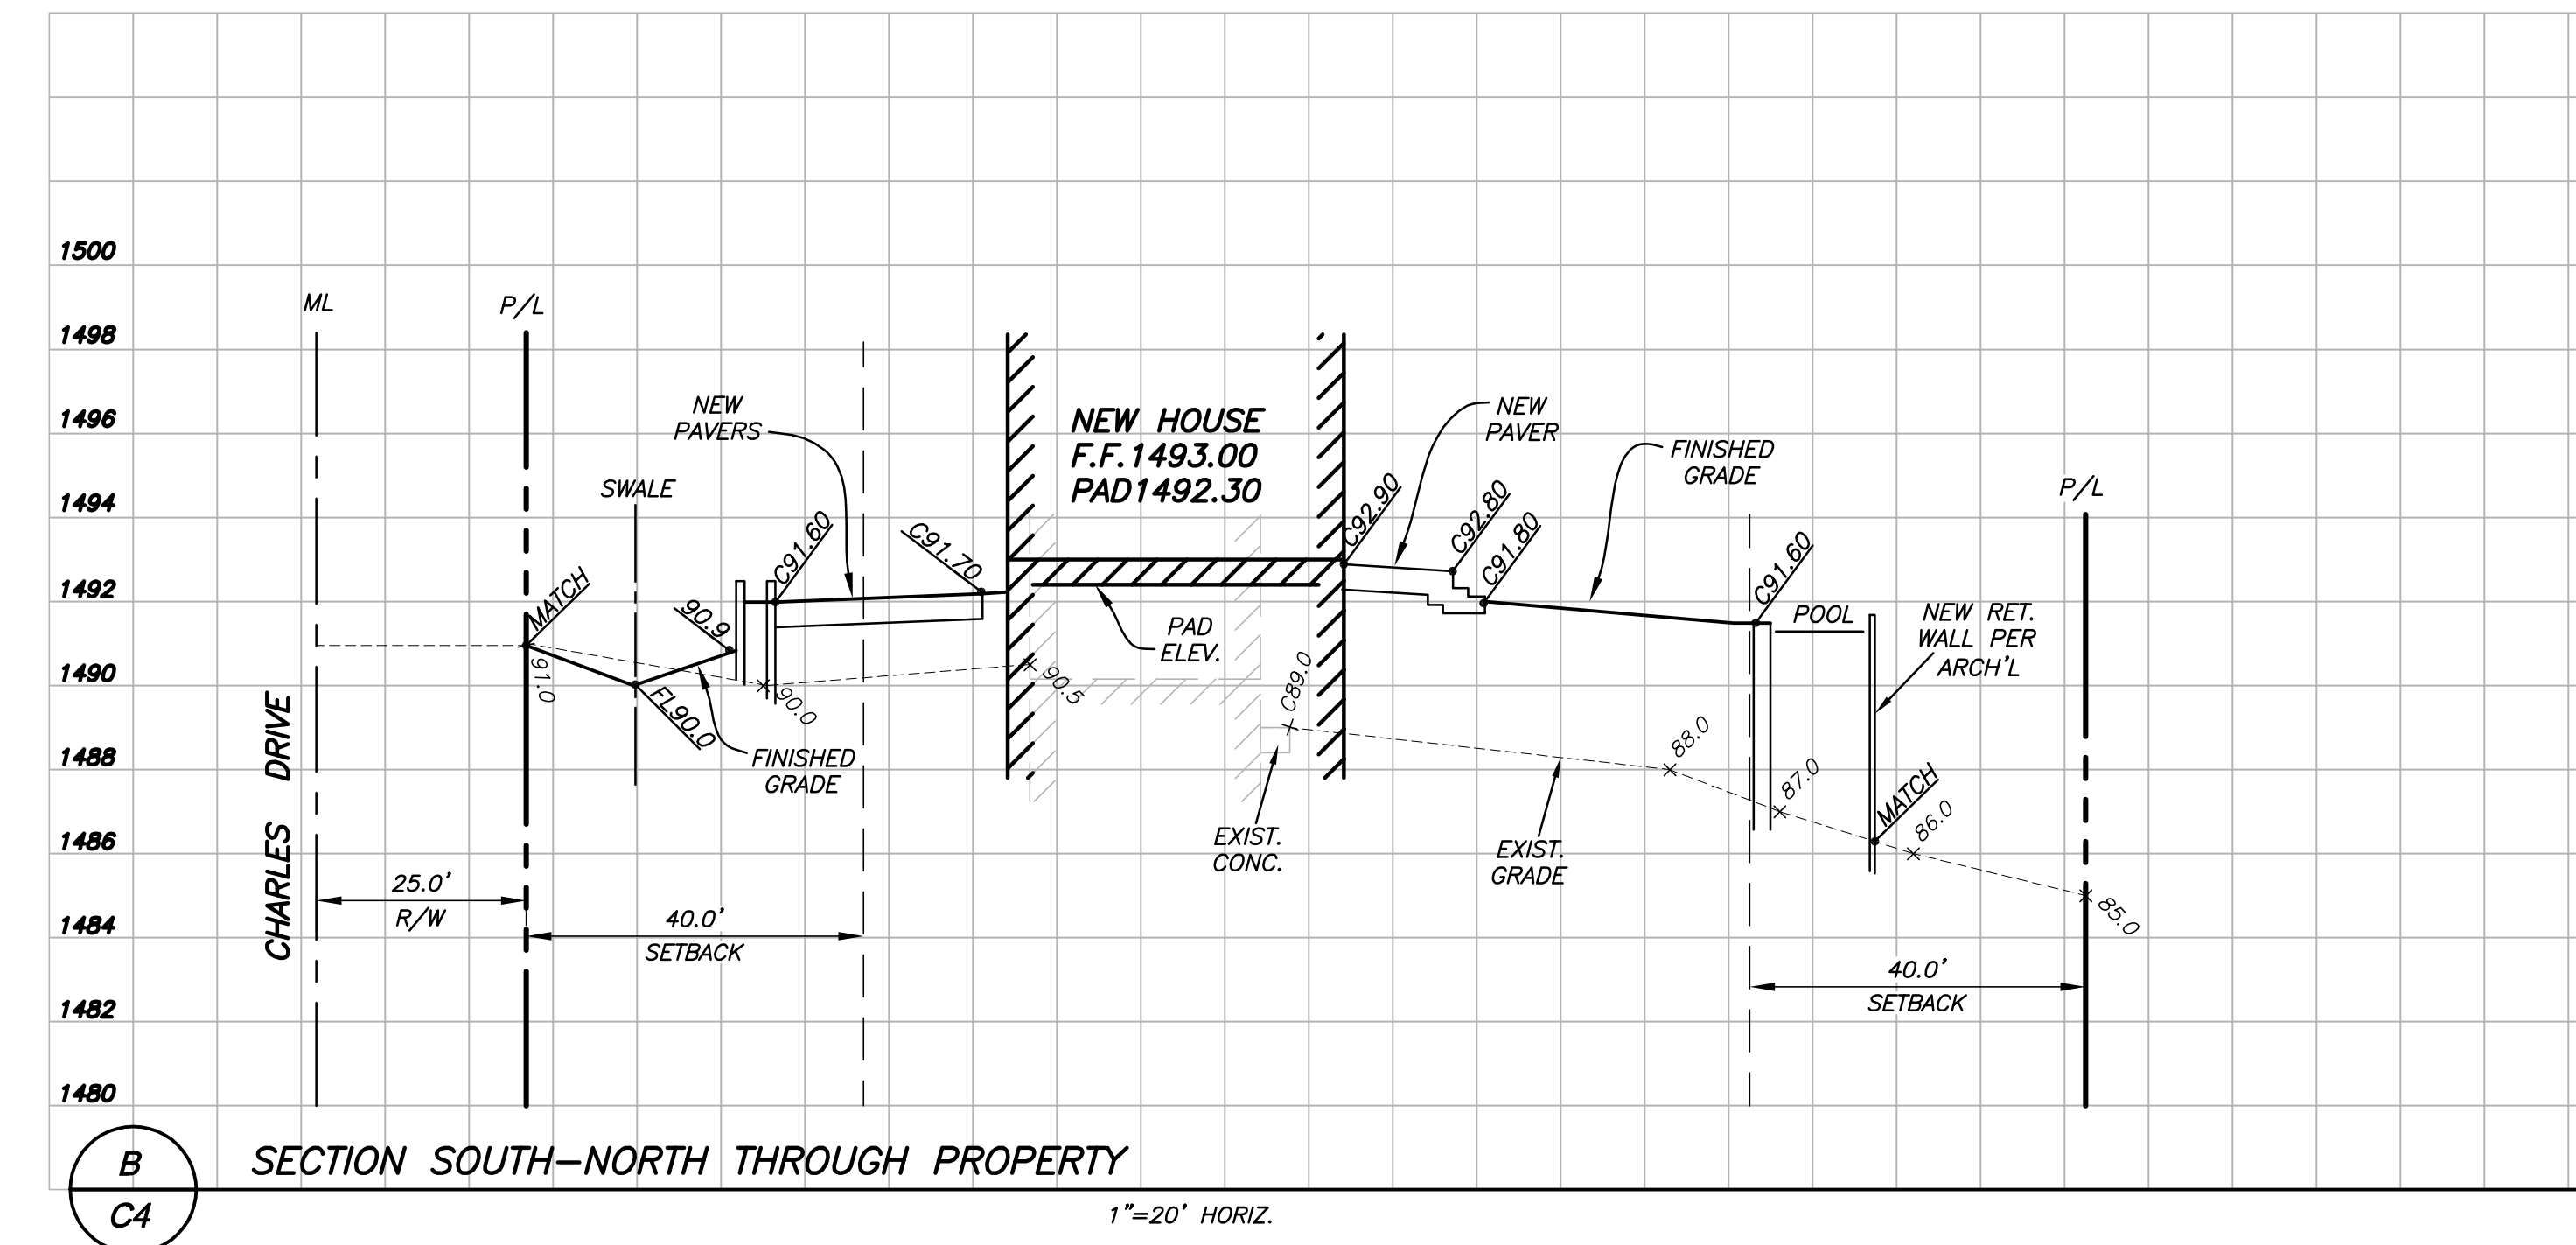 1500
1498
1496
1494
1492
1490
1488
1486
1484
1482
1480
ML
P/L
CHARLES DRIVE
25.0'
R/W
MATCH
91.0
SWALE
FL90.0
90.9
FINISHED
GRADE
40.0'
SETBACK
NEW
PAVERS
C91.60
90.0
C91.70
NEW HOUSE
F.F.1493.00
PAD1492.30
90.5
PAD
ELEV.
C89.0
EXIST.
CONC.
C92.90
NEW
PAVER
C92.80
C91.80
FINISHED
GRADE
EXIST.
GRADE
88.0
C91.60
POOL
87.0
NEW RET.
WALL PER
ARCH'L
MATCH
86.0
P/L
85.0
40.0'
SETBACK
B
C4
SECTION SOUTH-NORTH THROUGH PROPERTY
1"=20' HORIZ.